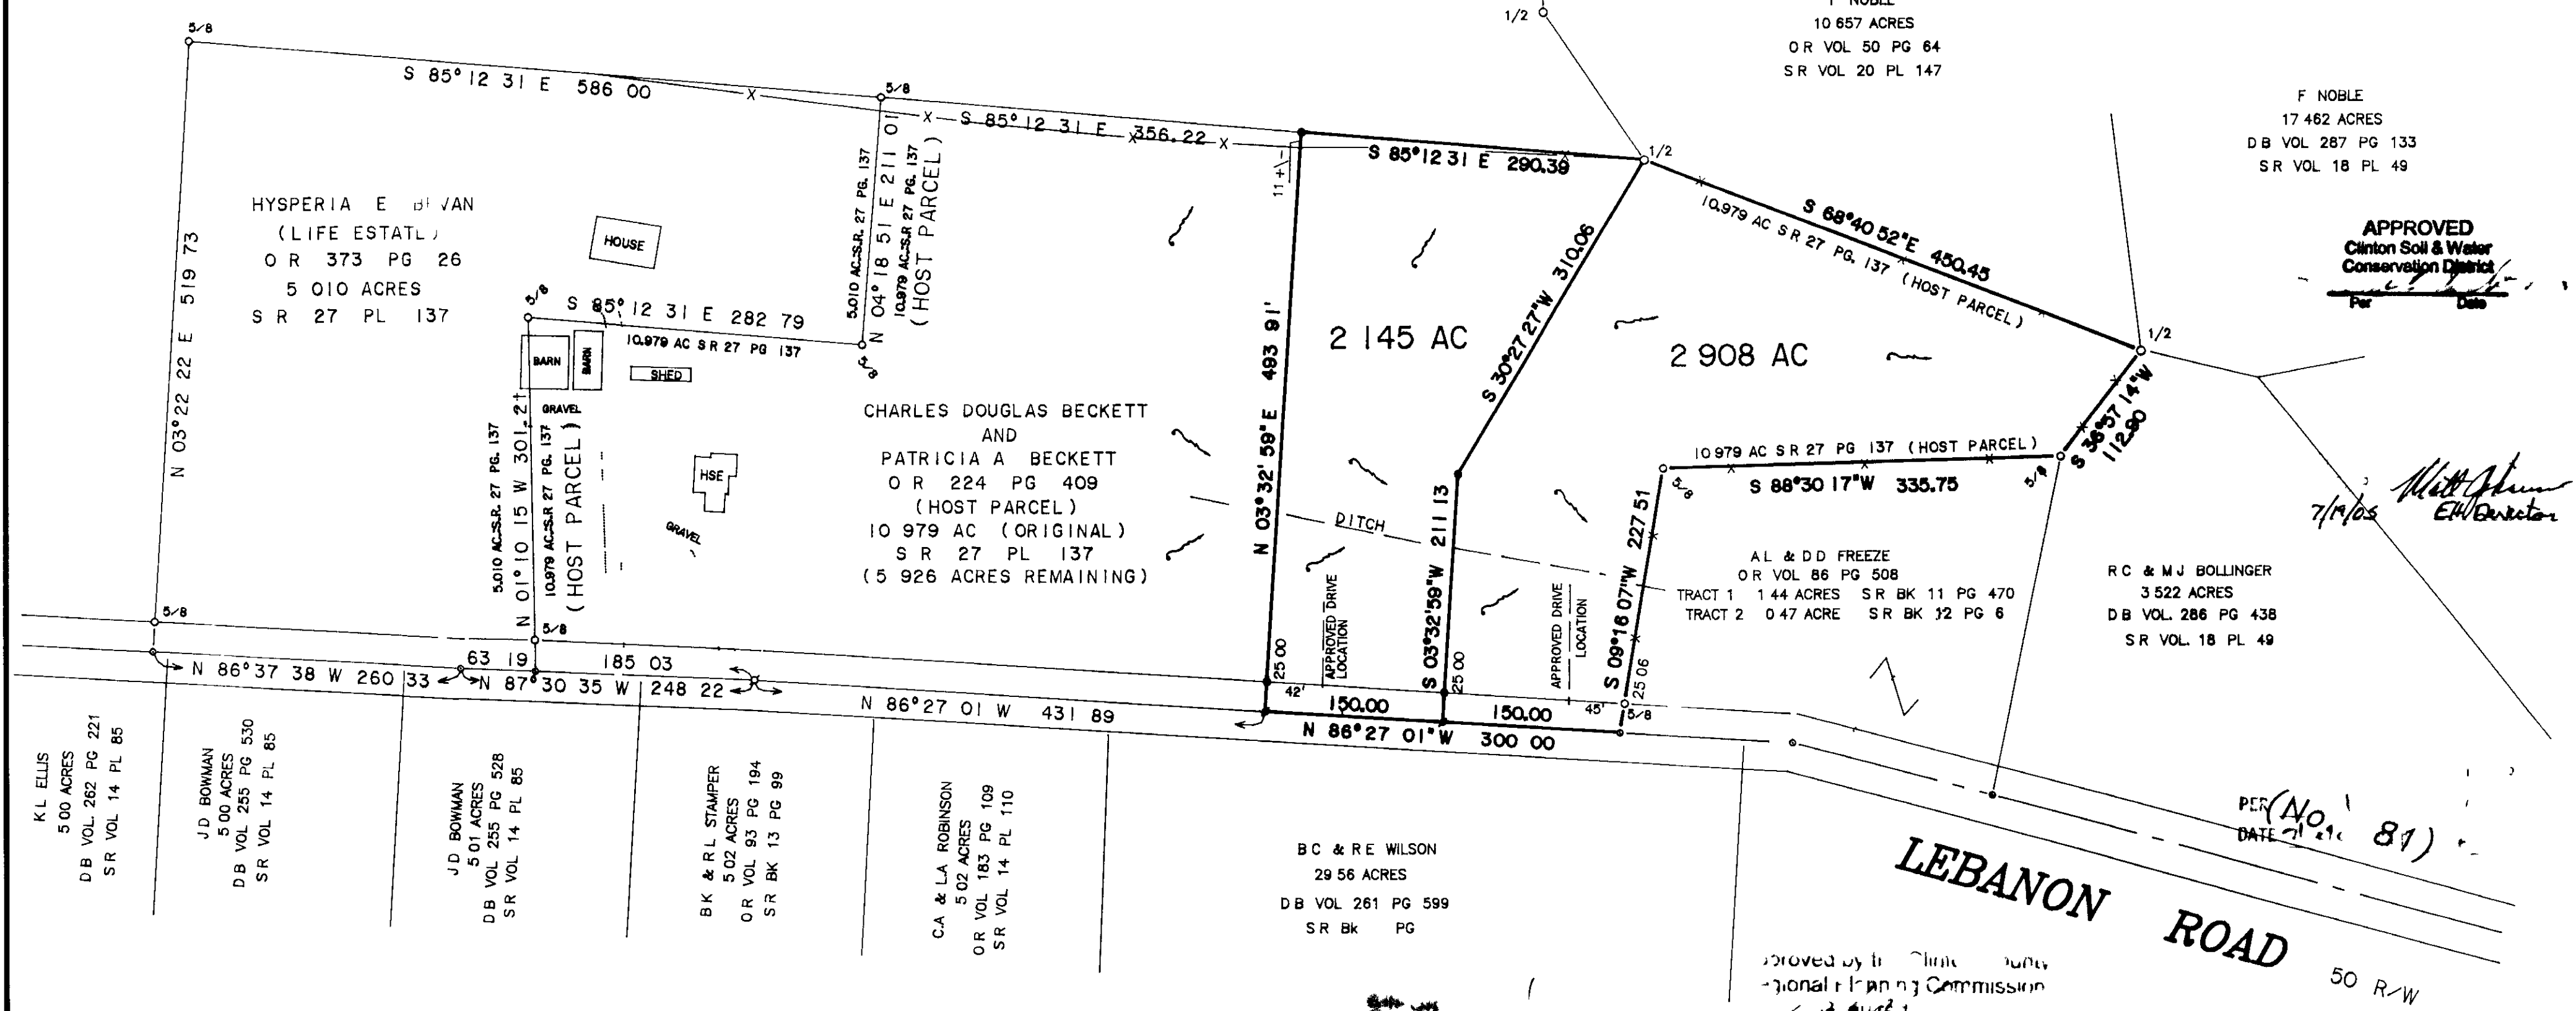 5/8
S 85° 12 31 E 586 00
5/8
S 85° 12 31 E 356.22
1/2
NOBLE
10 657 ACRES
O R VOL 50 PG 64
S R VOL 20 PL 147
F NOBLE
17 462 ACRES
D B VOL 287 PG 133
S R VOL 18 PL 49
APPROVED
Clinton Soil & Water
Conservation District
Per Date
S 85° 12 31 E 290.39
1/2
11 +/-
S 68° 40 52" E 450.45
10.979 AC S R 27 PG. 137 (HOST PARCEL)
1/2
N 03° 22 22 E 519 73
HYSPERIA E
(LIFE ESTATE)
O R 373 PG 26
5 010 ACRES
S R 27 PL 137
HOUSE
5.010 AC.-S.R. 27 PG. 137
N 04° 18 51 E 211 01
10.979 AC.-S.R. 27 PG. 137
(HOST PARCEL)
5/8
S 85° 12 31 E 282 79
10.979 AC S R 27 PG 137
5/8
BARN
BARN
SHED
GRAVEL
5.010 AC.-S.R. 27 PG. 137
N 01° 10 15 W 301.21
10.979 AC.-S.R. 27 PG. 137
(HOST PARCEL)
HSE
GRAVEL
CHARLES DOUGLAS BECKETT
AND
PATRICIA A BECKETT
O R 224 PG 409
(HOST PARCEL)
10 979 AC (ORIGINAL)
S R 27 PL 137
(5 926 ACRES REMAINING)
N 03° 32' 59" E 493 91'
2 145 AC
S 30° 27 27" W 310.06
2 908 AC
S 36° 57 14" W
112.90
10 979 AC S R 27 PG 137 (HOST PARCEL)
5/8
S 88° 30 17" W 335.75
5/8
DITCH
S 03° 32' 59" W 211 13
S 09° 16 07" W 227 51
7/19/05
A L & D D FREEZE
O R VOL 86 PG 508
TRACT 1 1 44 ACRES S R BK 11 PG 470
TRACT 2 0 47 ACRE S R BK 12 PG 6
R C & M J BOLLINGER
3 522 ACRES
D B VOL. 286 PG 438
S R VOL. 18 PL 49
APPROVED DRIVE
LOCATION
APPROVED DRIVE
LOCATION
5/8
5/8
25 00
25 00
25 06
42'
45'
5/8
N 86° 37 38 W 260 33
63 19
185 03
N 87° 30 35 W 248 22
N 86° 27 01 W 431 89
150.00
150.00
N 86° 27 01" W 300 00
K L ELLIS
5 00 ACRES
D B VOL. 262 PG 221
S R VOL 14 PL 85
J D BOWMAN
5 00 ACRES
D B VOL 255 PG 530
S R VOL 14 PL 85
J D BOWMAN
5 01 ACRES
D B VOL 255 PG 528
S R VOL 14 PL 85
B K & R L STAMPER
5 02 ACRES
O R VOL 93 PG 194
S R BK 13 PG 99
C.A & L A ROBINSON
5 02 ACRES
O R VOL 183 PG 109
S R VOL 14 PL 110
B C & R E WILSON
29 56 ACRES
D B VOL 261 PG 599
S R Bk PG
LEBANON ROAD
50 R/W
PER
DATE
(No. 81)
proved by
Planning Commission